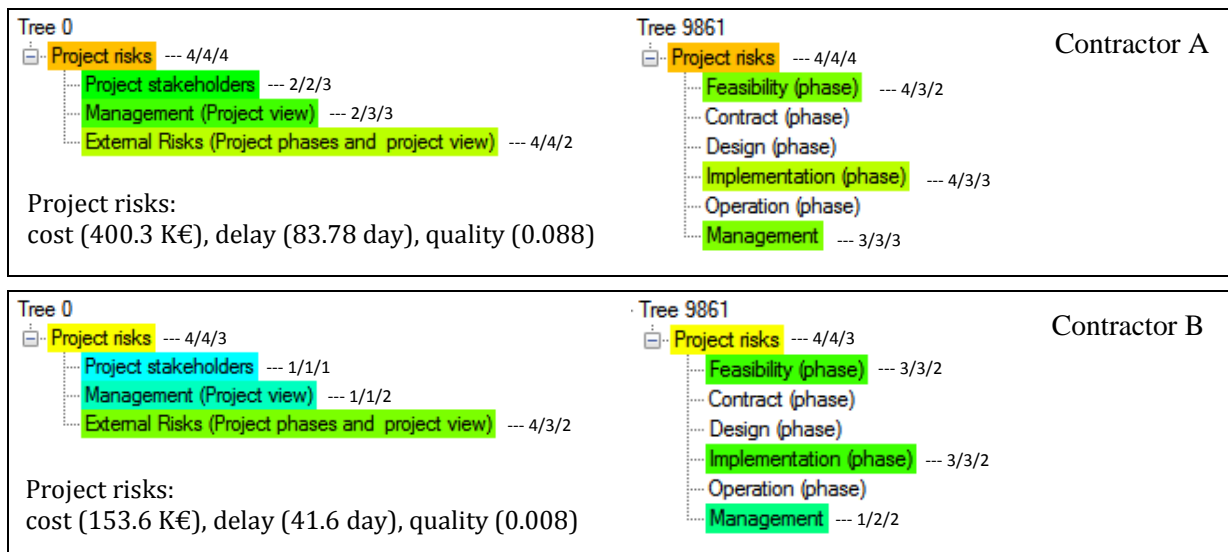 Tree 0
Project risks --- 4/4/4
Project stakeholders --- 2/2/3
Management (Project view) --- 2/3/3
External Risks (Project phases and project view) --- 4/4/2
Project risks:
cost (400.3 K€), delay (83.78 day), quality (0.088)
Tree 9861
Project risks --- 4/4/4
Feasibility (phase) --- 4/3/2
Contract (phase)
Design (phase)
Implementation (phase) --- 4/3/3
Operation (phase)
Management --- 3/3/3
Contractor A
Tree 0
Project risks --- 4/4/3
Project stakeholders --- 1/1/1
Management (Project view) --- 1/1/2
External Risks (Project phases and project view) --- 4/3/2
Project risks:
cost (153.6 K€), delay (41.6 day), quality (0.008)
Tree 9861
Project risks --- 4/4/3
Feasibility (phase) --- 3/3/2
Contract (phase)
Design (phase)
Implementation (phase) --- 3/3/2
Operation (phase)
Management --- 1/2/2
Contractor B